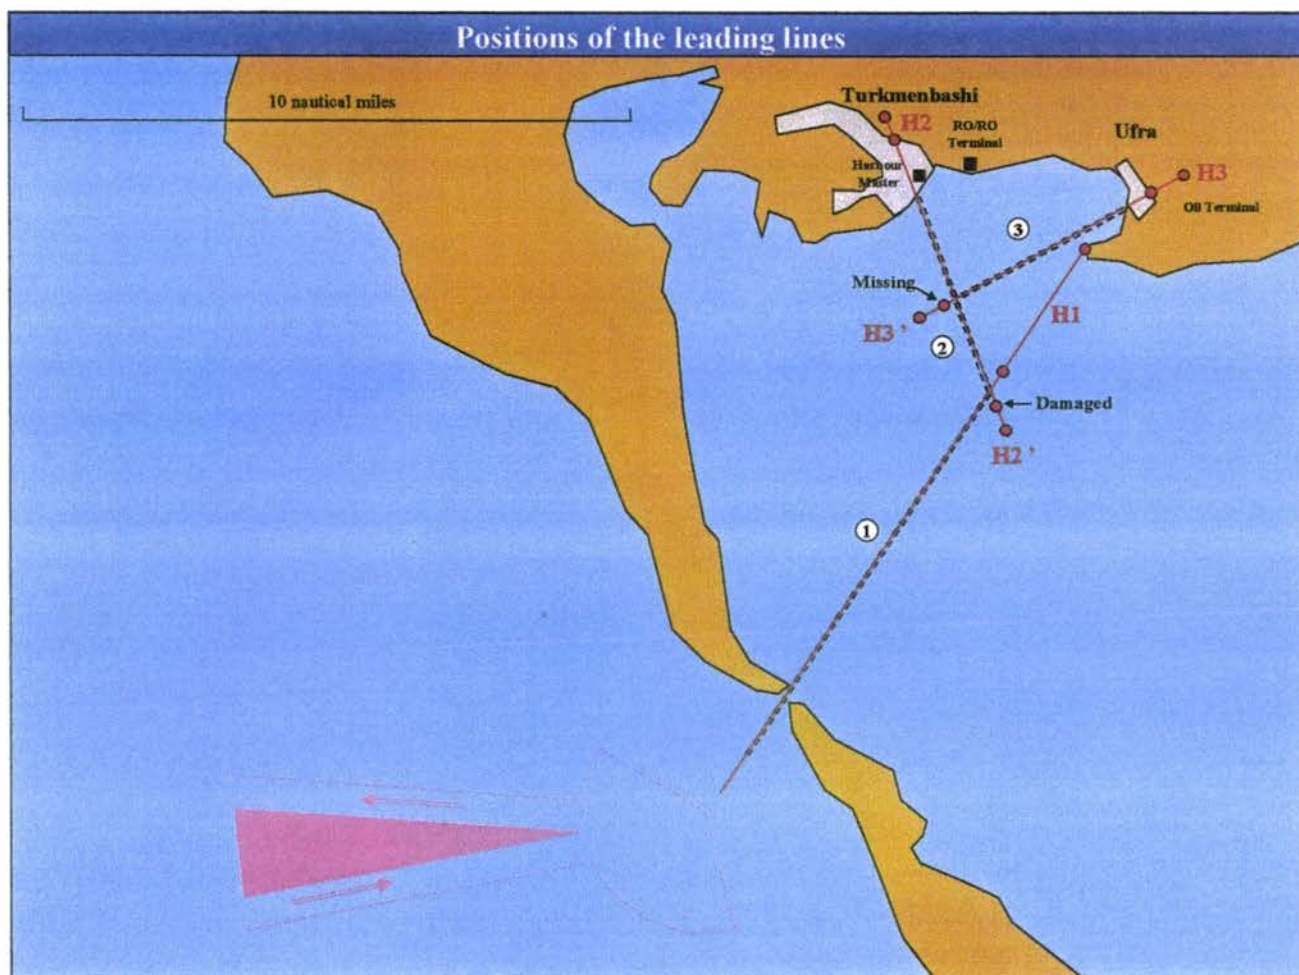 Positions of the leading lines
10 nautical miles
Turkmenbashi
H2
RO/RO
Terminal
Ufra
Harbour
Master
H3
Oil Terminal
3
Missing
H3 '
H1
2
Damaged
H2 '
1